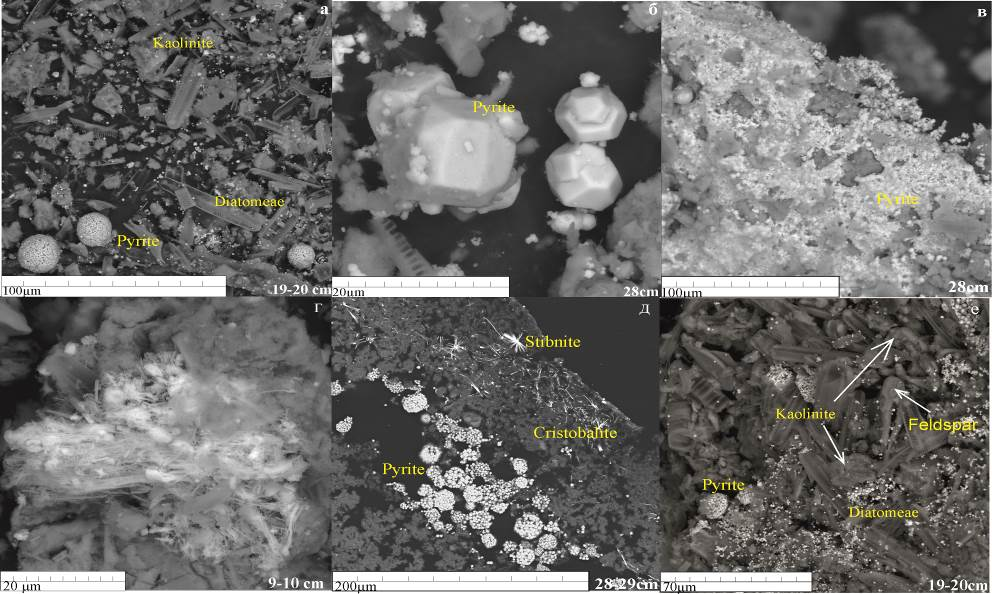 а
Kaolinite
Diatomeae
Pyrite
100μm
19-20 cm
б
Pyrite
20μm
28cm
в
Pyrite
100μm
28cm
г
20 μm
9-10 cm
д
Stibnite
Cristobalite
Pyrite
200μm
28-29cm
е
Kaolinite
Feldspar
Pyrite
Diatomeae
70μm
19-20cm